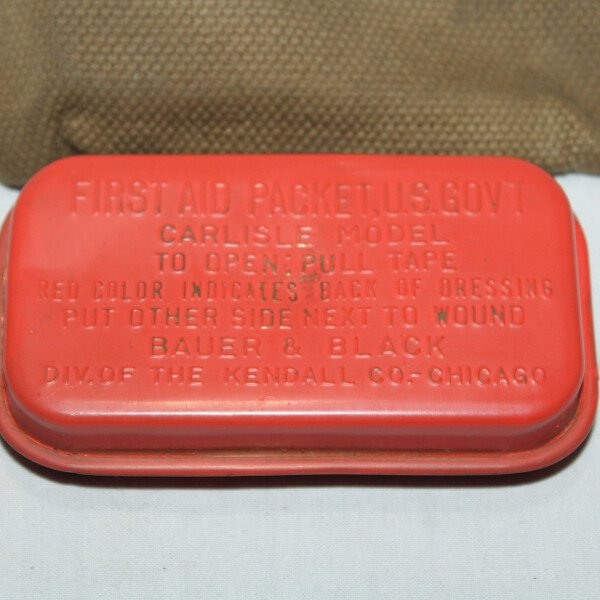 FIRST AID PACKET, U.S. GOVT
CARLISLE MODEL
TO OPEN: PULL TAPE
RED COLOR INDICATES BACK OF DRESSING
PUT OTHER SIDE NEXT TO WOUND
BAUER & BLACK
DIV. OF THE KENDALL CO.-CHICAGO